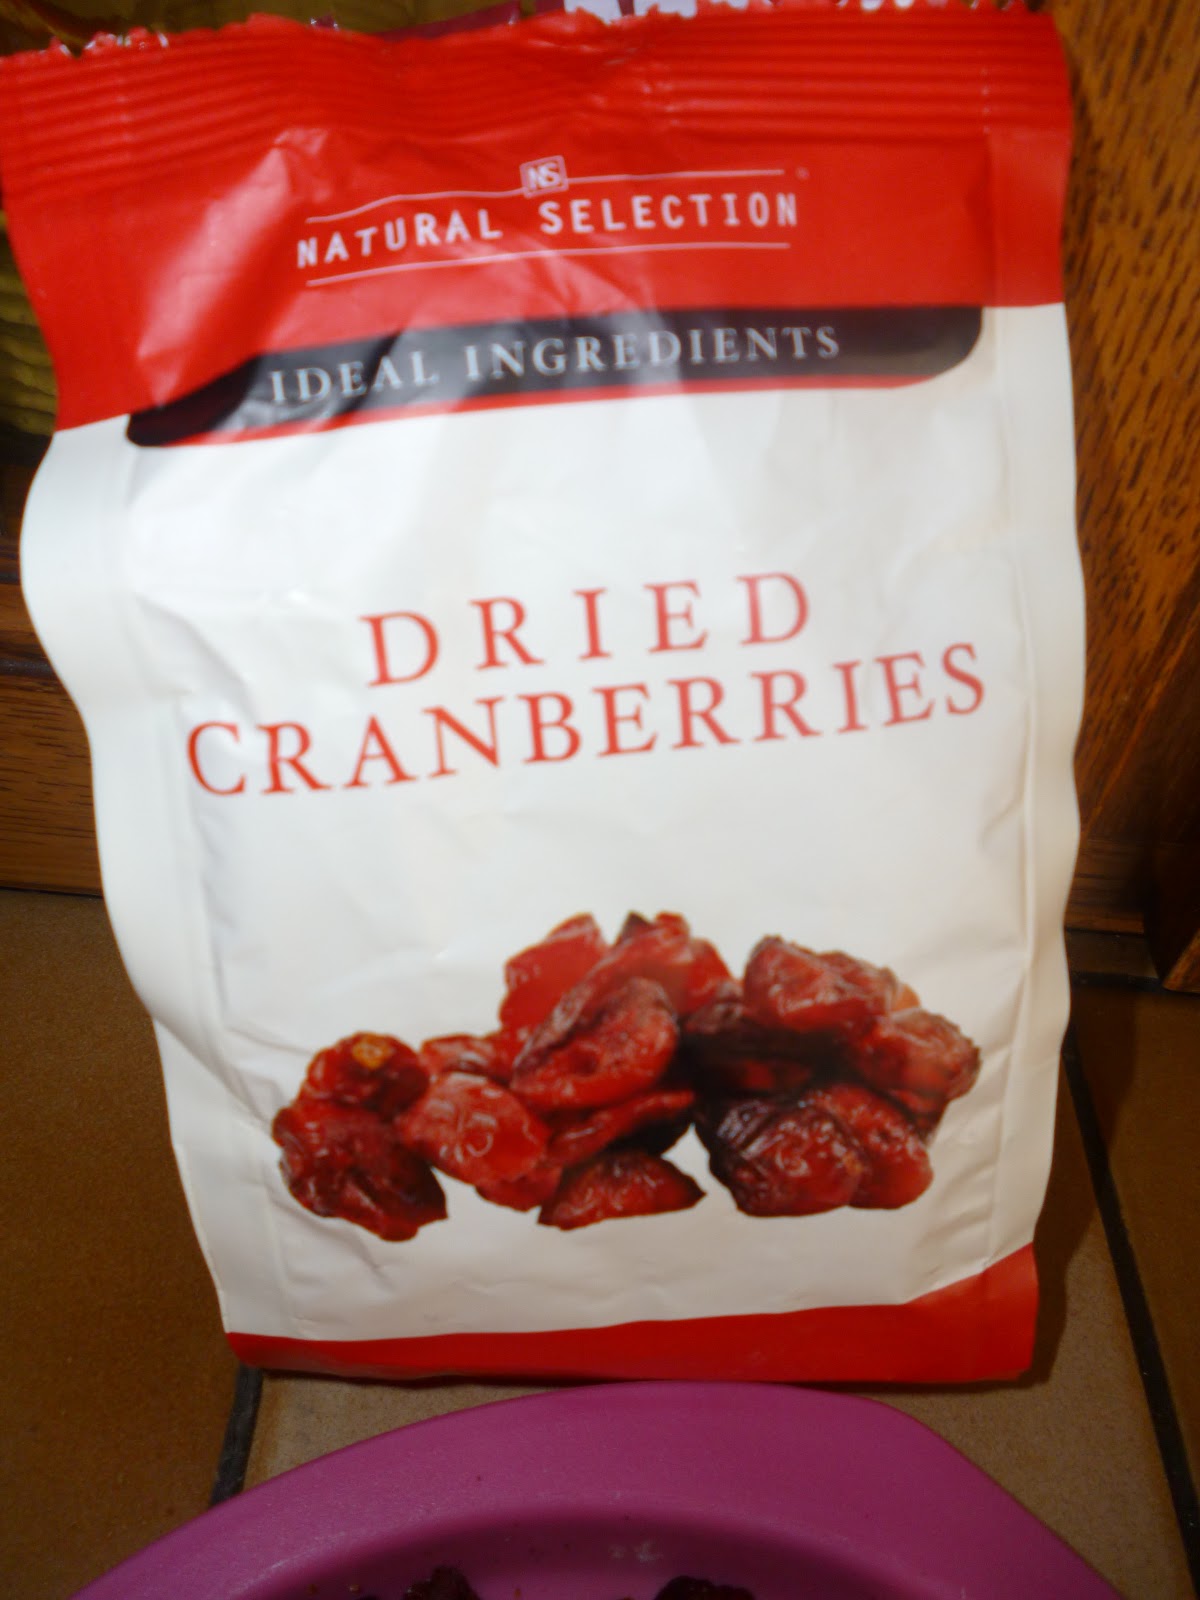 NS
NATURAL SELECTION
IDEAL INGREDIENTS
DRIED
CRANBERRIES